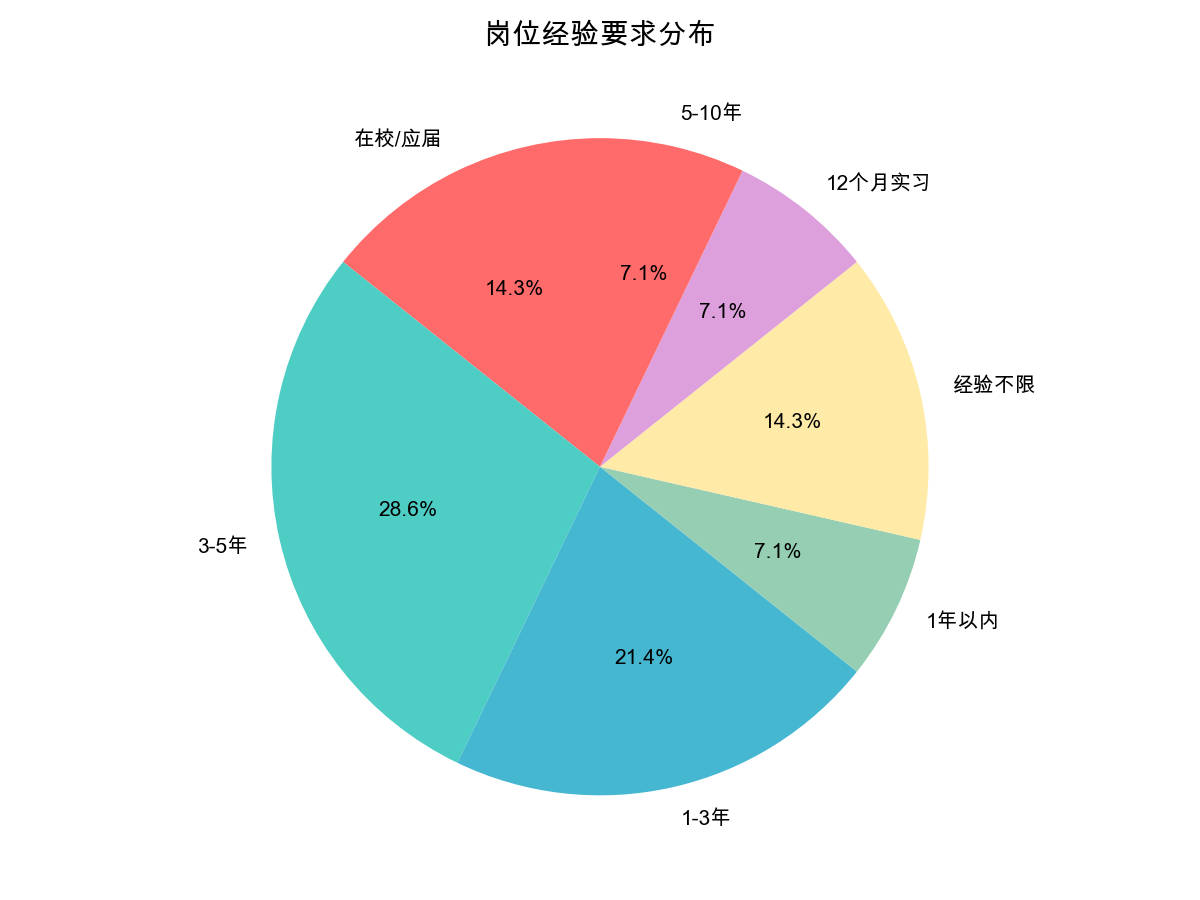 岗位经验要求分布
5-10年
在校/应届
12个月实习
7.1%
14.3%
7.1%
经验不限
14.3%
28.6%
3-5年
7.1%
1年以内
21.4%
1-3年